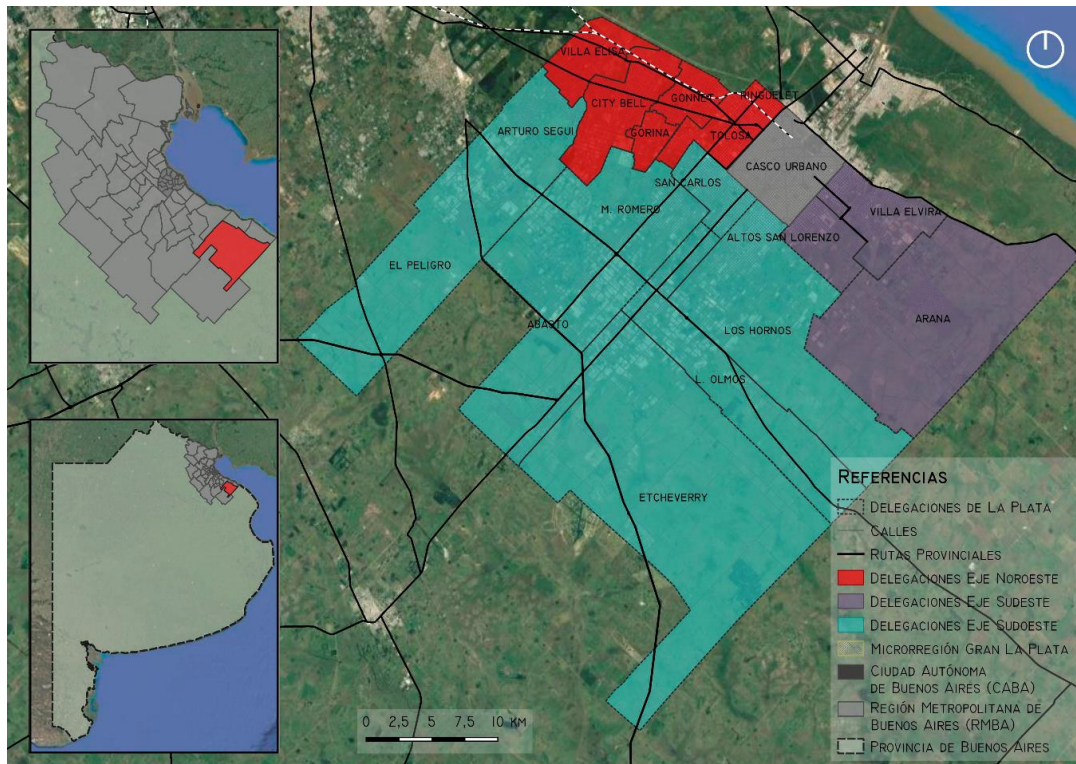 VILLA ELISA
CITY BELL
GONNET
RINGUELET
ARTURO SEGUI
GORINA
TOLOSA
CASCO URBANO
SAN CARLOS
M. ROMERO
VILLA ELVIRA
ALTOS SAN LORENZO
EL PELIGRO
ARANA
ABASTO
LOS HORNOS
L. OLMOS
ETCHEVERRY
REFERENCIAS
DELEGACIONES DE LA PLATA
CALLES
RUTAS PROVINCIALES
DELEGACIONES EJE NOROESTE
DELEGACIONES EJE SUDESTE
DELEGACIONES EJE SUDOESTE
MICRORREGIÓN GRAN LA PLATA
CIUDAD AUTÓNOMA
DE BUENOS AIRES (CABA)
REGIÓN METROPOLITANA DE
BUENOS AIRES (RMBA)
PROVINCIA DE BUENOS AIRES
0 2,5 5 7,5 10 KM